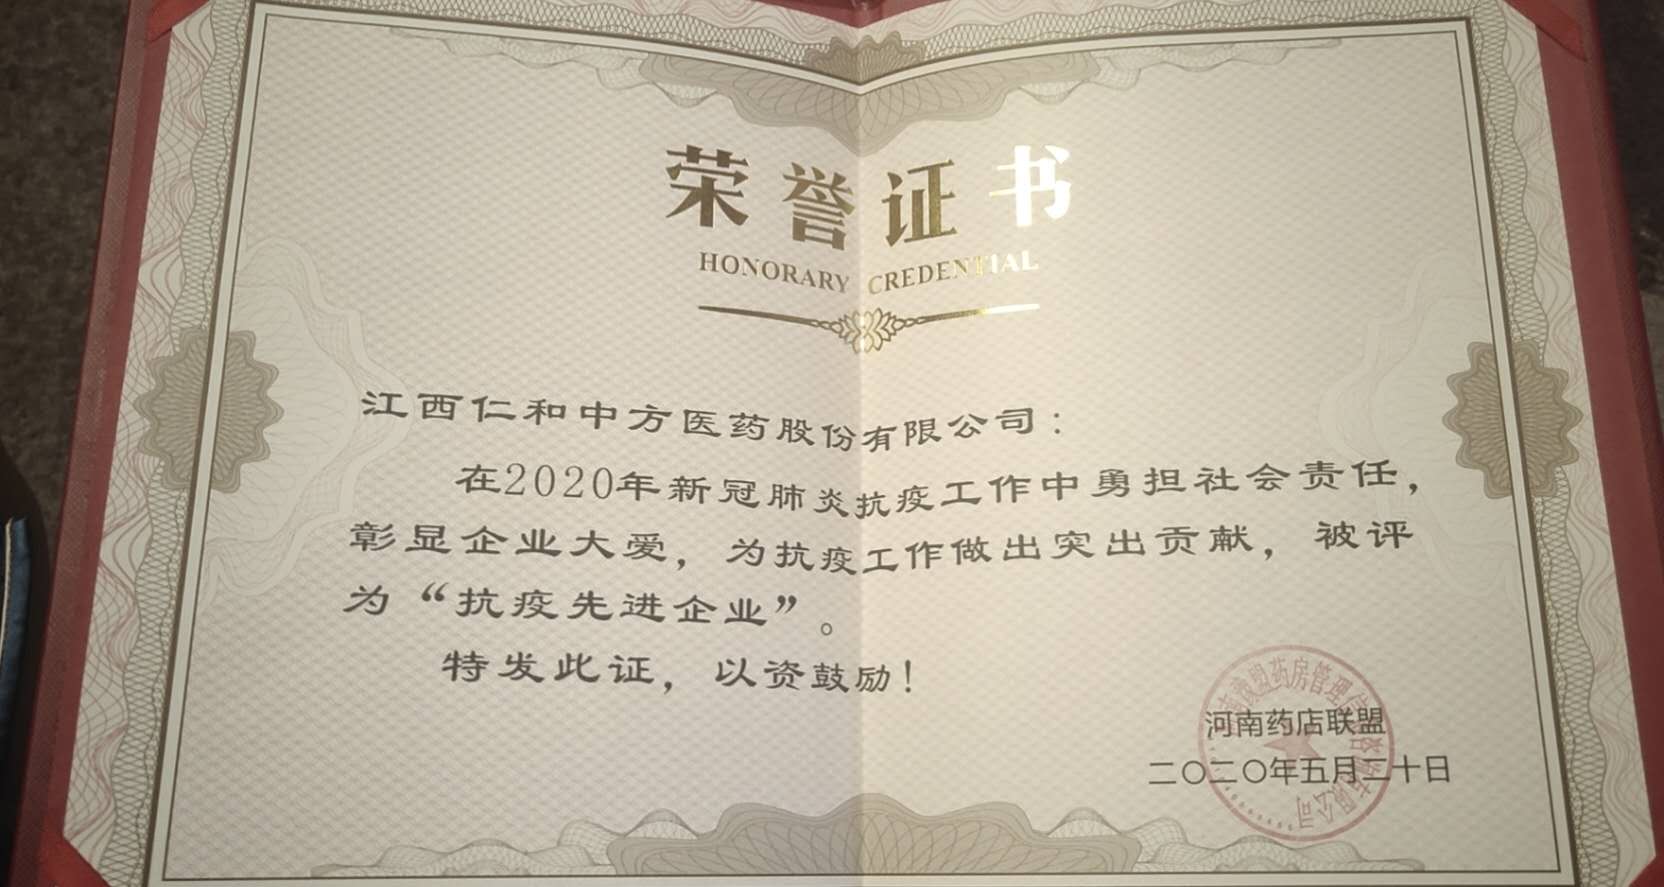 荣誉证书
HONORARY CREDENTIAL
江西仁和中方医药股份有限公司：
在2020年新冠肺炎抗疫工作中勇担社会责任，
彰显企业大爱，为抗疫工作做出突出贡献，被评
为“抗疫先进企业”。
特发此证，以资鼓励！
河南药店联盟
二〇二〇年五月二十日